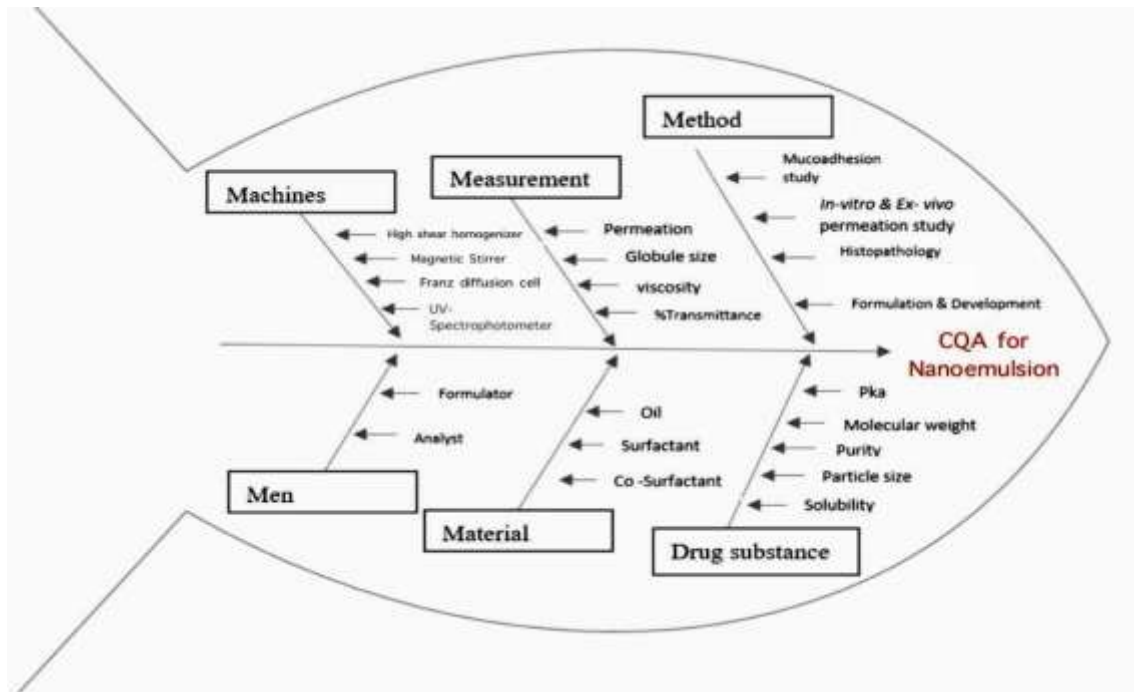 Method
Machines
Measurement
Mucoadhesion
study
In-vitro & Ex- vivo
permeation study
Histopathology
Formulation & Development
High shear homogenizer
Magnetic Stirrer
Franz diffusion cell
UV-
Spectrophotometer
Permeation
Globule size
viscosity
%Transmittance
CQA for
Nanoemulsion
Formulator
Analyst
Men
Oil
Surfactant
Co -Surfactant
Material
Pka
Molecular weight
Purity
Particle size
Solubility
Drug substance